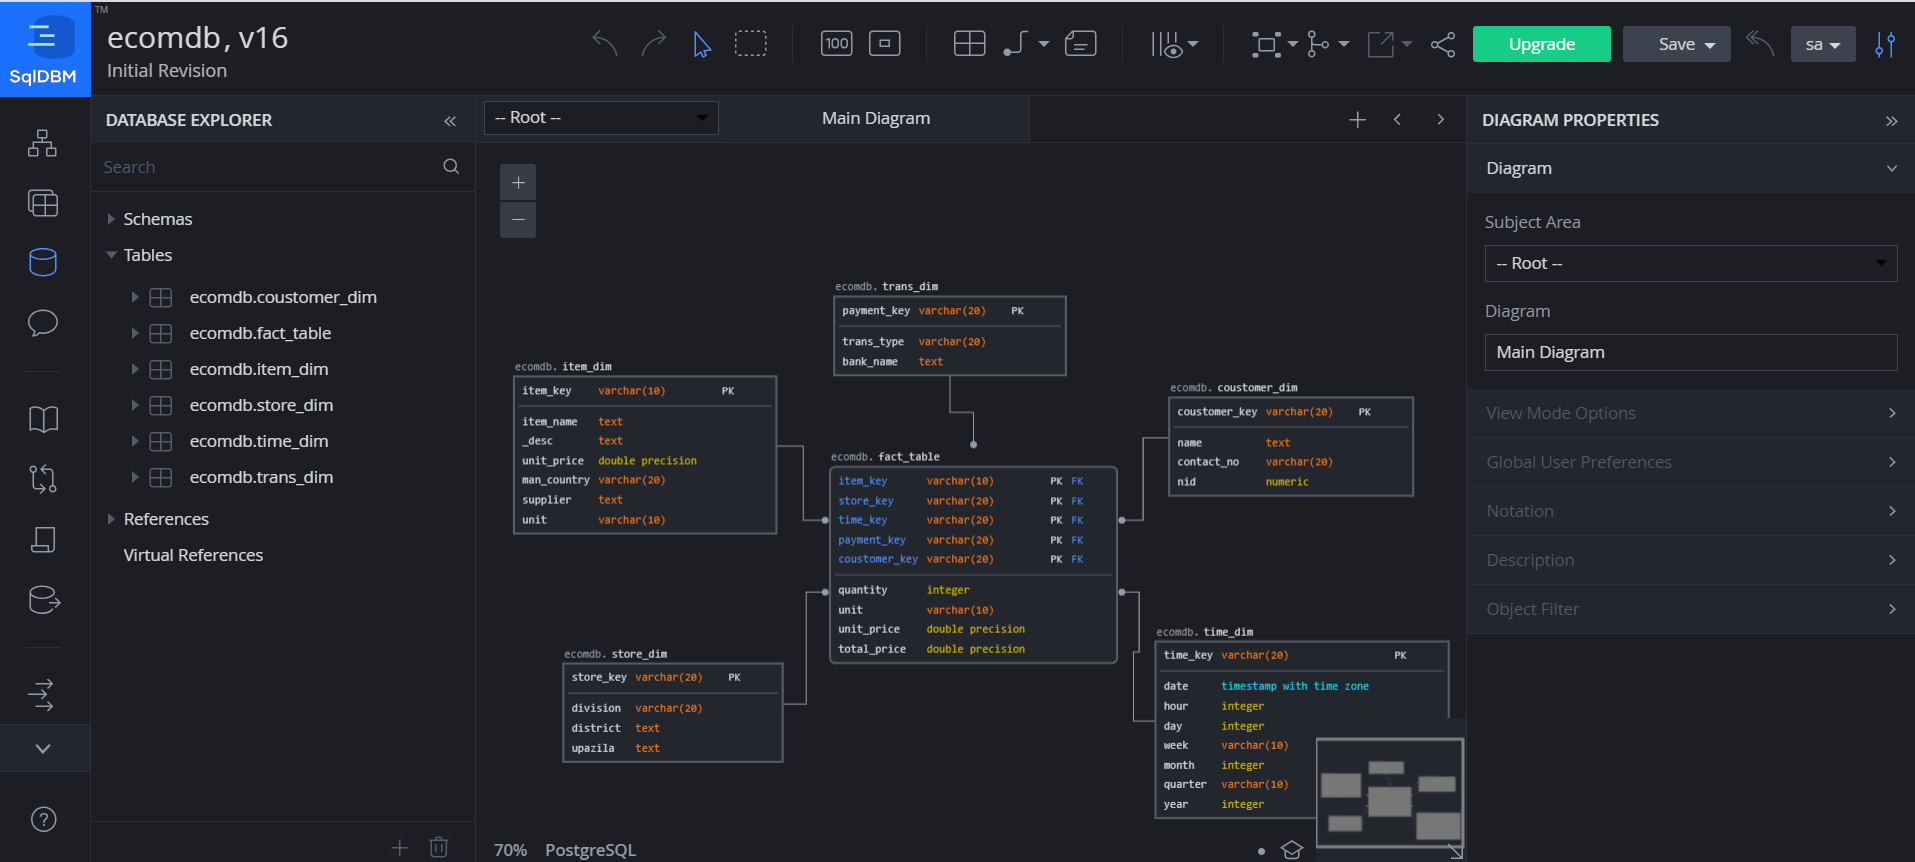 TM
SqlDBM
ecomdb, v16
Initial Revision
100
Upgrade
Save
sa
DATABASE EXPLORER
Search
Schemas
Tables
ecomdb.coustomer_dim
ecomdb.fact_table
ecomdb.item_dim
ecomdb.store_dim
ecomdb.time_dim
ecomdb.trans_dim
References
Virtual References
-- Root --
Main Diagram
ecomdb. trans_dim
payment_key varchar(20) PK
trans_type varchar(20)
bank_name text
ecomdb. item_dim
item_key varchar(10) PK
item_name text
_desc text
unit_price double precision
man_country varchar(20)
supplier text
unit varchar(10)
ecomdb. coustomer_dim
coustomer_key varchar(20) PK
name text
contact_no varchar(20)
nid numeric
ecomdb. fact_table
item_key varchar(10) PK FK
store_key varchar(20) PK FK
time_key varchar(20) PK FK
payment_key varchar(20) PK FK
coustomer_key varchar(20) PK FK
quantity integer
unit varchar(10)
unit_price double precision
total_price double precision
ecomdb. store_dim
store_key varchar(20) PK
division varchar(20)
district text
upazila text
ecomdb. time_dim
time_key varchar(20) PK
date timestamp with time zone
hour integer
day integer
week varchar(10)
month integer
quarter varchar(10)
year integer
70% PostgreSQL
DIAGRAM PROPERTIES
Diagram
Subject Area
-- Root --
Diagram
Main Diagram
View Mode Options
Global User Preferences
Notation
Description
Object Filter